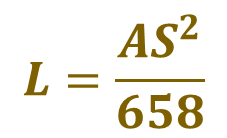 L = AS²
658